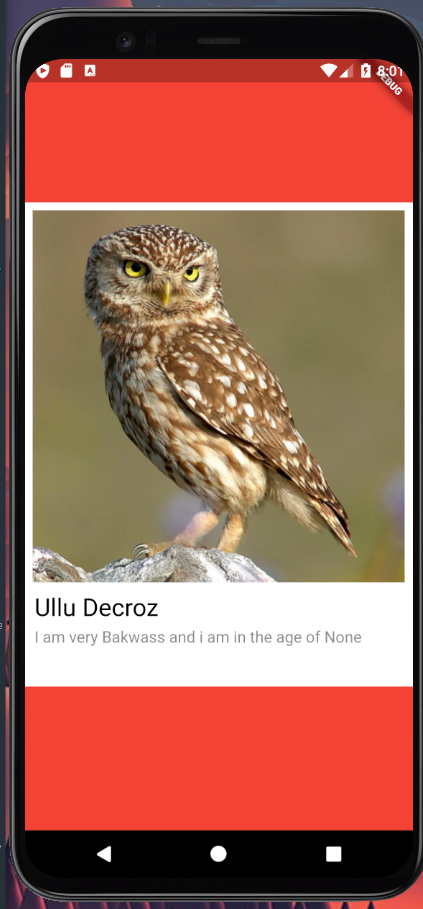 8:01
DEBUG
Ullu Decroz
I am very Bakwass and i am in the age of None